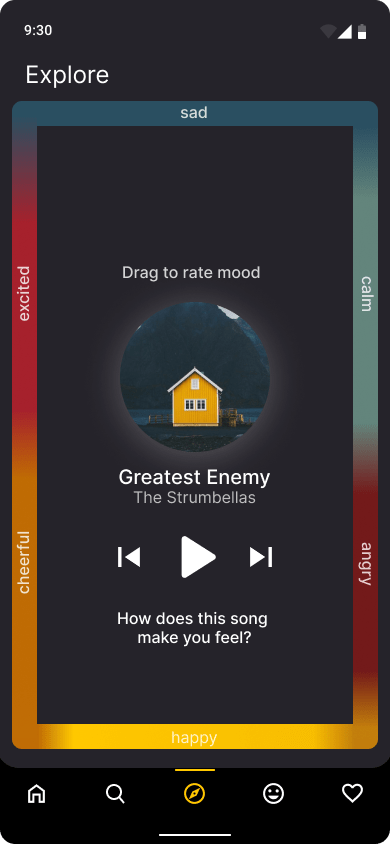 9:30
Explore
sad
excited
calm
Drag to rate mood
Greatest Enemy
The Strumbellas
cheerful
angry
How does this song
make you feel?
happy